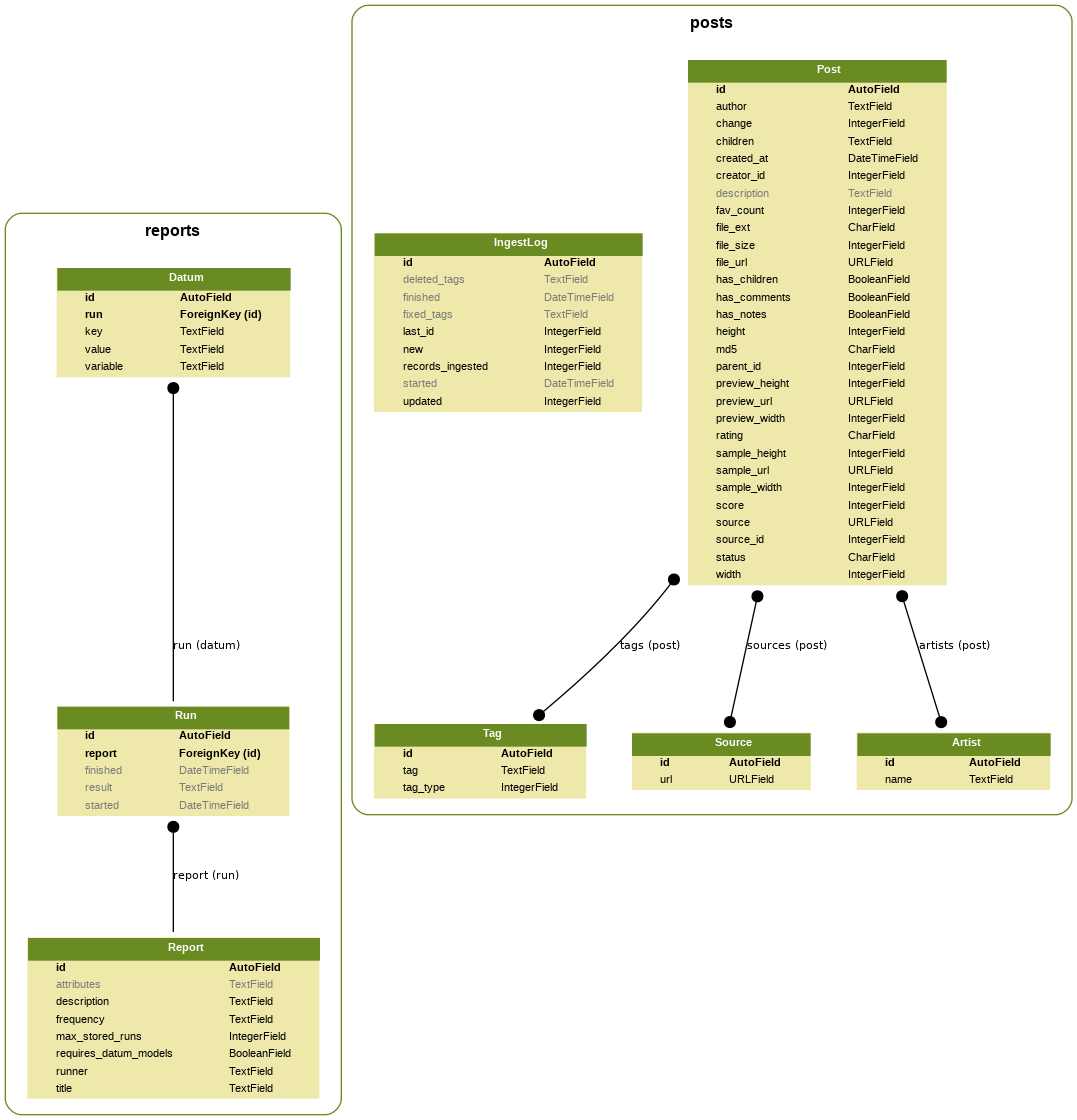 reports
Datum
id AutoField
run ForeignKey (id)
key TextField
value TextField
variable TextField
run (datum)
Run
id AutoField
report ForeignKey (id)
finished DateTimeField
result TextField
started DateTimeField
report (run)
Report
id AutoField
attributes TextField
description TextField
frequency TextField
max_stored_runs IntegerField
requires_datum_models BooleanField
runner TextField
title TextField
posts
IngestLog
id AutoField
deleted_tags TextField
finished DateTimeField
fixed_tags TextField
last_id IntegerField
new IntegerField
records_ingested IntegerField
started DateTimeField
updated IntegerField
Post
id AutoField
author TextField
change IntegerField
children TextField
created_at DateTimeField
creator_id IntegerField
description TextField
fav_count IntegerField
file_ext CharField
file_size IntegerField
file_url URLField
has_children BooleanField
has_comments BooleanField
has_notes BooleanField
height IntegerField
md5 CharField
parent_id IntegerField
preview_height IntegerField
preview_url URLField
preview_width IntegerField
rating CharField
sample_height IntegerField
sample_url URLField
sample_width IntegerField
score IntegerField
source URLField
source_id IntegerField
status CharField
width IntegerField
tags (post)
sources (post)
artists (post)
Tag
id AutoField
tag TextField
tag_type IntegerField
Source
id AutoField
url URLField
Artist
id AutoField
name TextField